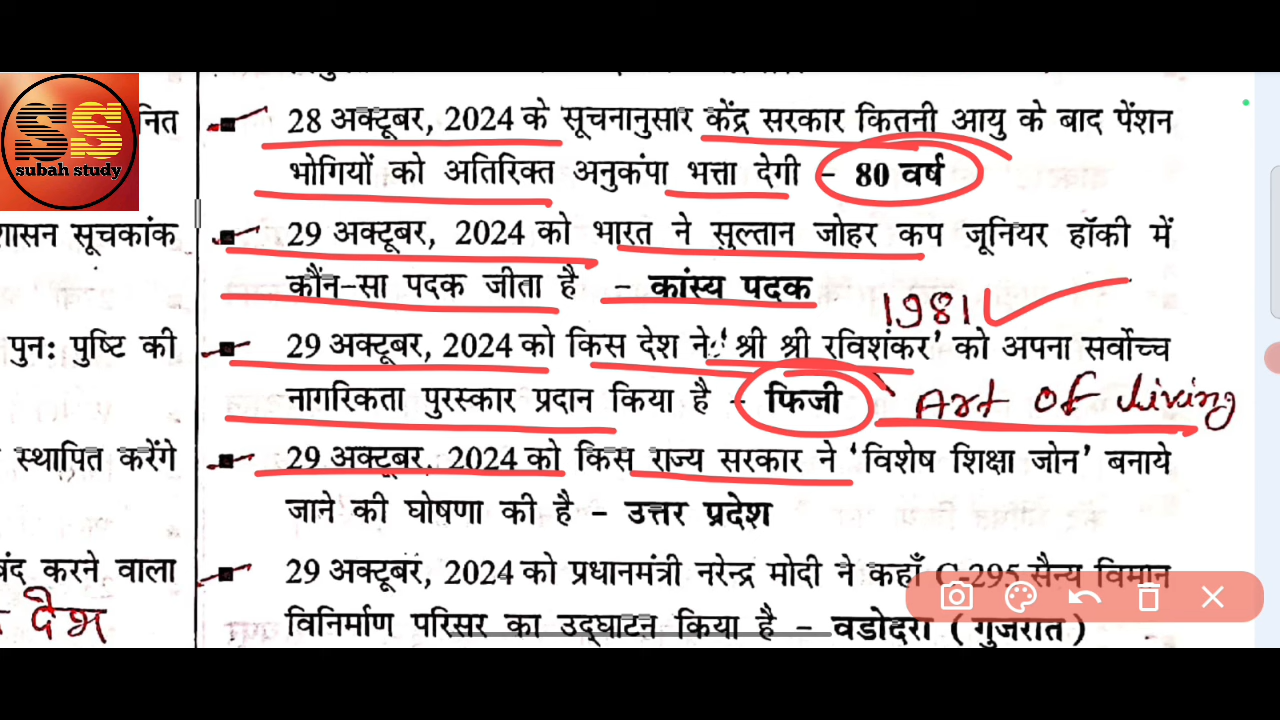 SS
subah study
नित
शासन सूचकांक
पुनः पुष्टि की
स्थापित करेंगे
बंद करने वाला
देश
28 अक्टूबर, 2024 के सूचनानुसार केंद्र सरकार कितनी आयु के बाद पेंशन
भोगियों को अतिरिक्त अनुकंपा भत्ता देगी – 80 वर्ष
29 अक्टूबर, 2024 को भारत ने सुल्तान जोहर कप जूनियर हॉकी में
कौन-सा पदक जीता है – कांस्य पदक
1981
29 अक्टूबर, 2024 को किस देश ने 'श्री श्री रविशंकर' को अपना सर्वोच्च
नागरिकता पुरस्कार प्रदान किया है – फिजी
Art of living
29 अक्टूबर, 2024 को किस राज्य सरकार ने 'विशेष शिक्षा जोन' बनाये
जाने की घोषणा की है – उत्तर प्रदेश
29 अक्टूबर, 2024 को प्रधानमंत्री नरेन्द्र मोदी ने कहाँ C-295 सैन्य विमान
विनिर्माण परिसर का उद्घाटन किया है – वडोदरा (गुजरात)